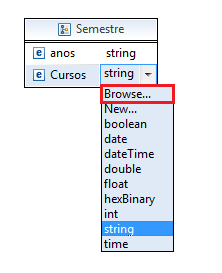 Semestre
e anos string
e Cursos string
Browse...
New...
boolean
date
dateTime
double
float
hexBinary
int
string
time